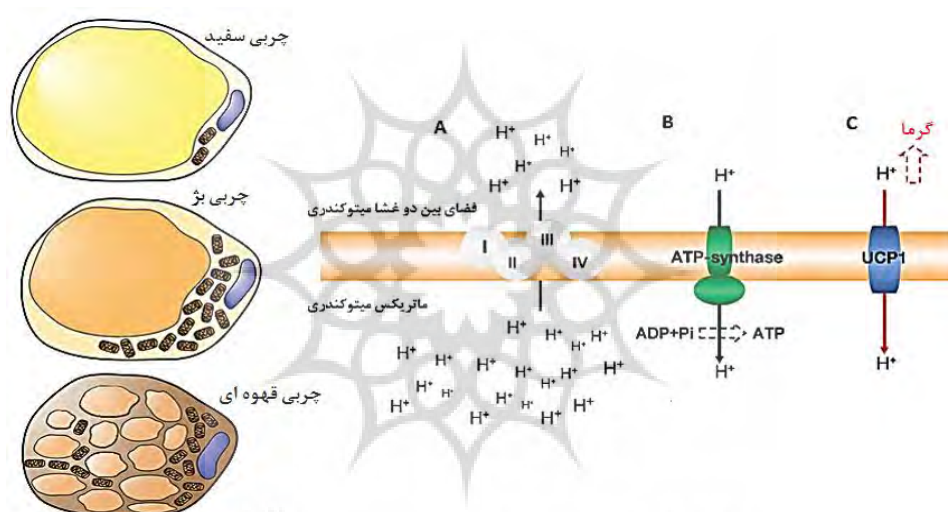 چربی سفید
چربی بژ
چربی قهوه ای
A
B
C
گرما
H⁺ H⁺ H⁺
H⁺
H⁺ H⁺
H⁺
H⁺
فضای بین دو غشا میتوکندری
I
II
III
IV
ATP-synthase
UCP1
ماتریکس میتوکندری
H⁺ H⁺ H⁺
H⁺ H⁺ H⁺ H⁺ H⁺ H⁺ H⁺
H⁺ H⁺ H⁺ H⁺
H⁺ H⁺ H⁺ H⁺ H⁺ H⁺
ADP+Pi ATP
H⁺
H⁺